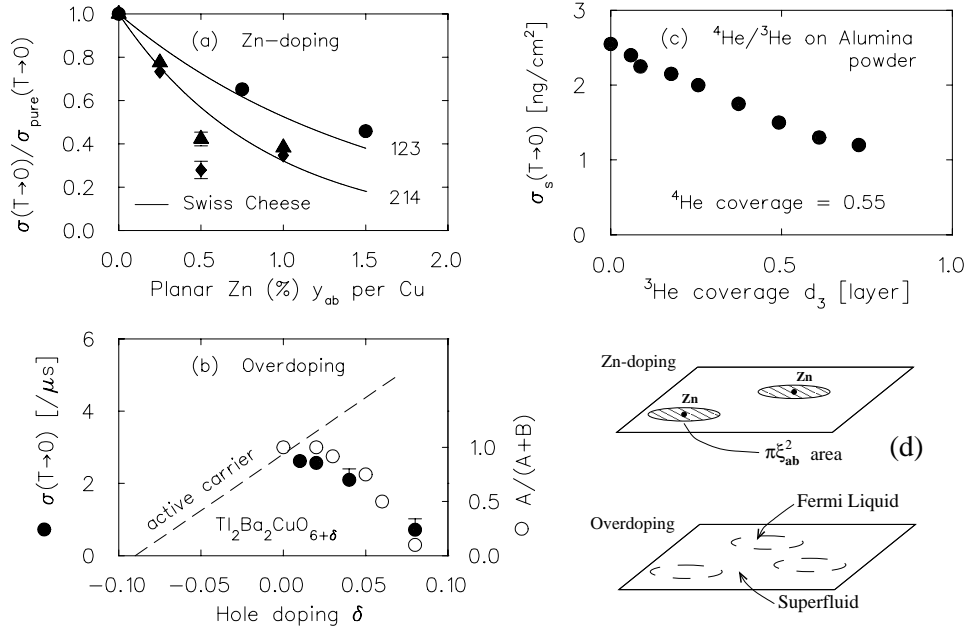 (a) Zn-doping
σ(T→0)/σpure(T→0)
1.0
0.8
0.6
0.4
0.2
0.0
123
214
Swiss Cheese
0.0 0.5 1.0 1.5 2.0
Planar Zn (%) yab per Cu
(c) ⁴He/³He on Alumina
powder
σs(T→0) [ng/cm²]
3
2
1
0
⁴He coverage = 0.55
0.0 0.5 1.0
³He coverage d₃ [layer]
(b) Overdoping
σ(T→0) [/μs]
6
4
2
0
active carrier
Tl₂Ba₂CuO₆₊δ
1.0
0.5
0.0
A/(A+B)
−0.10 −0.05 0.00 0.05 0.10
Hole doping δ
Zn-doping
Zn
Zn
πξ²ab area
(d)
Fermi Liquid
Overdoping
Superfluid